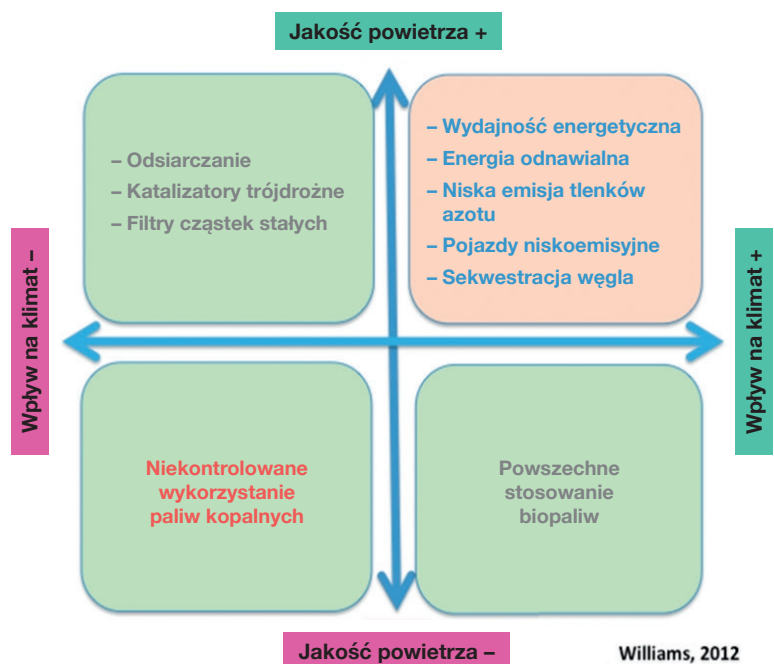 Jakość powietrza +
– Odsiarczanie
– Katalizatory trójdrożne
– Filtry cząstek stałych
– Wydajność energetyczna
– Energia odnawialna
– Niska emisja tlenków
azotu
– Pojazdy niskoemisyjne
– Sekwestracja węgla
Wpływ na klimat –
Wpływ na klimat +
Niekontrolowane
wykorzystanie
paliw kopalnych
Powszechne
stosowanie
biopaliw
Jakość powietrza –
Williams, 2012